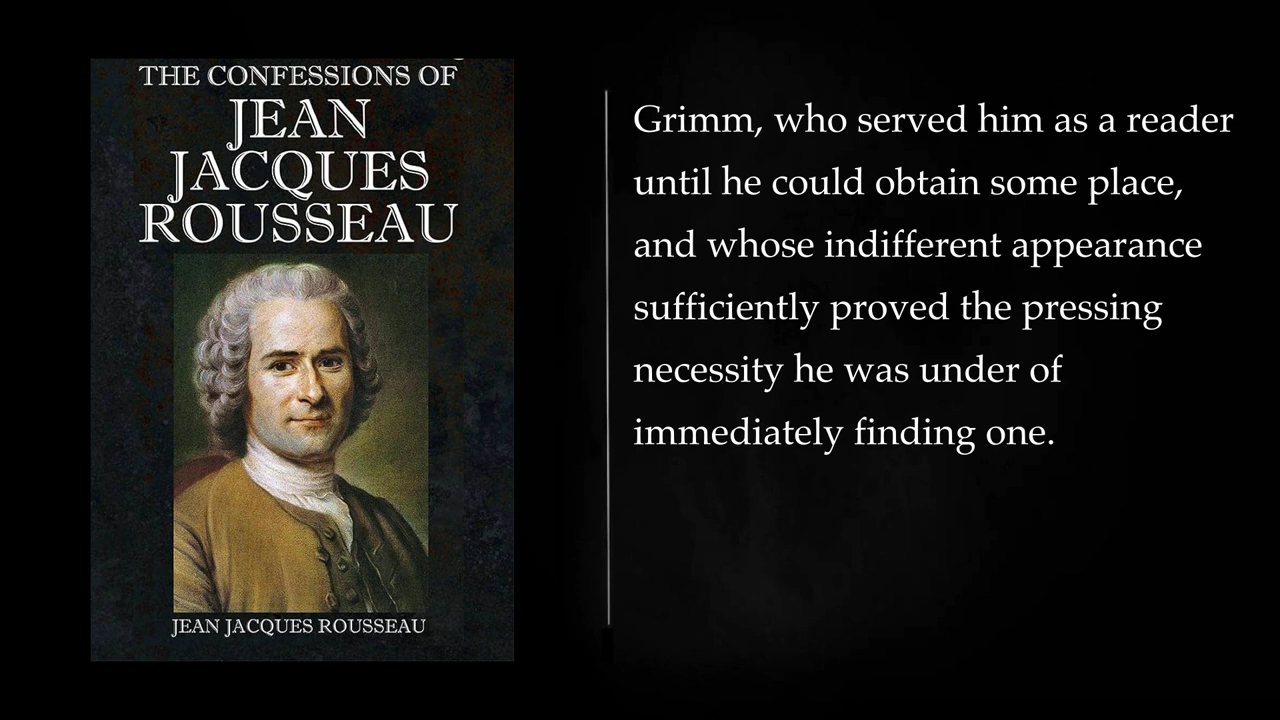 THE CONFESSIONS OF
JEAN
JACQUES
ROUSSEAU
JEAN JACQUES ROUSSEAU
Grimm, who served him as a reader
until he could obtain some place,
and whose indifferent appearance
sufficiently proved the pressing
necessity he was under of
immediately finding one.